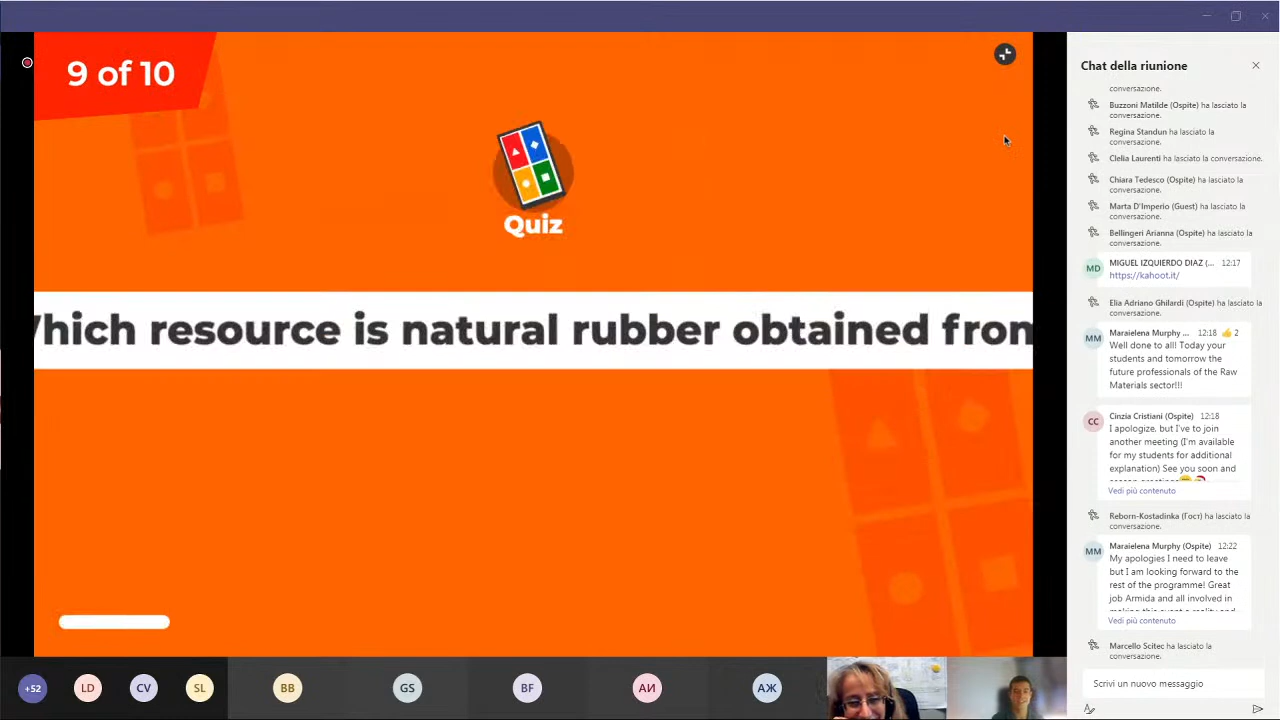 9 of 10
Quiz
Which resource is natural rubber obtained from
+52
LD
CV
SL
BB
GS
BF
АИ
АЖ
Chat della riunione
conversazione.
Buzzoni Matilde (Ospite) ha lasciato la
conversazione.
Regina Standun ha lasciato la
conversazione.
Clelia Laurenti ha lasciato la conversazione.
Chiara Tedesco (Ospite) ha lasciato la
conversazione.
Marta D'Imperio (Guest) ha lasciato la
conversazione.
Bellingeri Arianna (Ospite) ha lasciato la
conversazione.
MD
MIGUEL IZQUIERDO DIAZ (... 12:17
https://kahoot.it/
Elia Adriano Ghilardi (Ospite) ha lasciato la
conversazione.
MM
Maraielena Murphy ... 12:18 👍 2
Well done to all! Today your
students and tomorrow the
future professionals of the Raw
Materials sector!!!
CC
Cinzia Cristiani (Ospite) 12:18
I apologize, but I've to join
another meeting (I'm available
for my students for additional
explanation) See you soon and
Vedi più contenuto
Reborn-Kostadinka (Гост) ha lasciato la
conversazione.
MM
Maraielena Murphy (Ospite) 12:22
My apologies I need to leave
but I am looking forward to the
rest of the programme! Great
job Armida and all involved in
Vedi più contenuto
Marcello Scitec ha lasciato la
conversazione.
Scrivi un nuovo messaggio